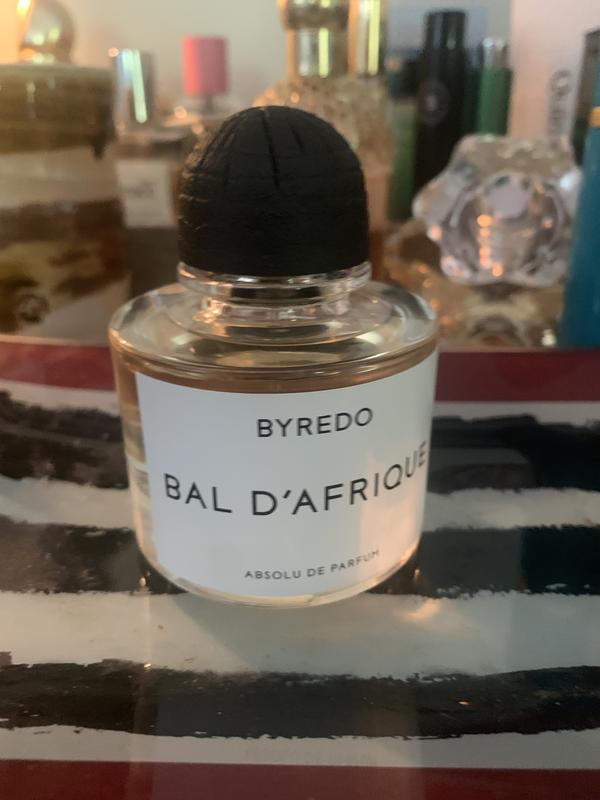 BYREDO
BAL D'AFRIQUE
ABSOLU DE PARFUM